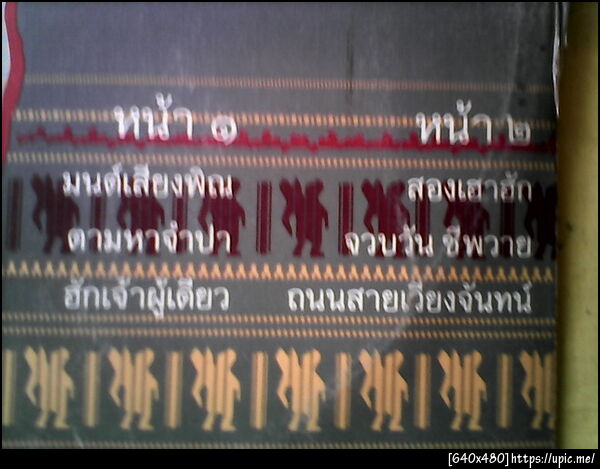 หน้า ๑
มนต์เสียงพิณ
ตามหาจำปา
ฮักเจ้าผู้เดียว
หน้า ๒
สองเฮาฮัก
จวบวัน ชีพวาย
ถนนสายเวียงจันทน์
[640x480]https://upic.me/